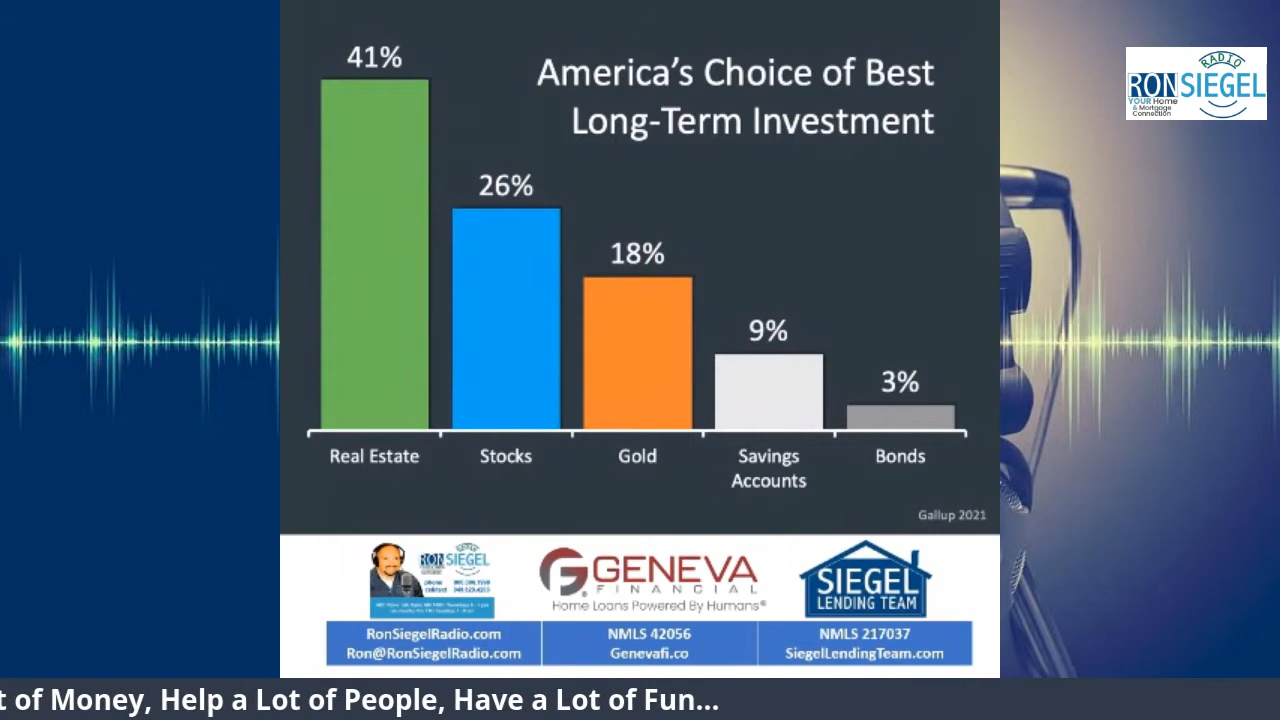 41%
America's Choice of Best
Long-Term Investment
26%
18%
9%
3%
Real Estate
Stocks
Gold
Savings
Accounts
Bonds
Gallup 2021
RADIO
RON SIEGEL
YOUR Home
& Mortgage
Connection
RON SIEGEL
GENEVA
FINANCIAL
Home Loans Powered By Humans®
SIEGEL
LENDING TEAM
RonSiegelRadio.com
Ron@RonSiegelRadio.com
NMLS 42056
Genevafi.co
NMLS 217037
SiegelLendingTeam.com
t of Money, Help a Lot of People, Have a Lot of Fun...